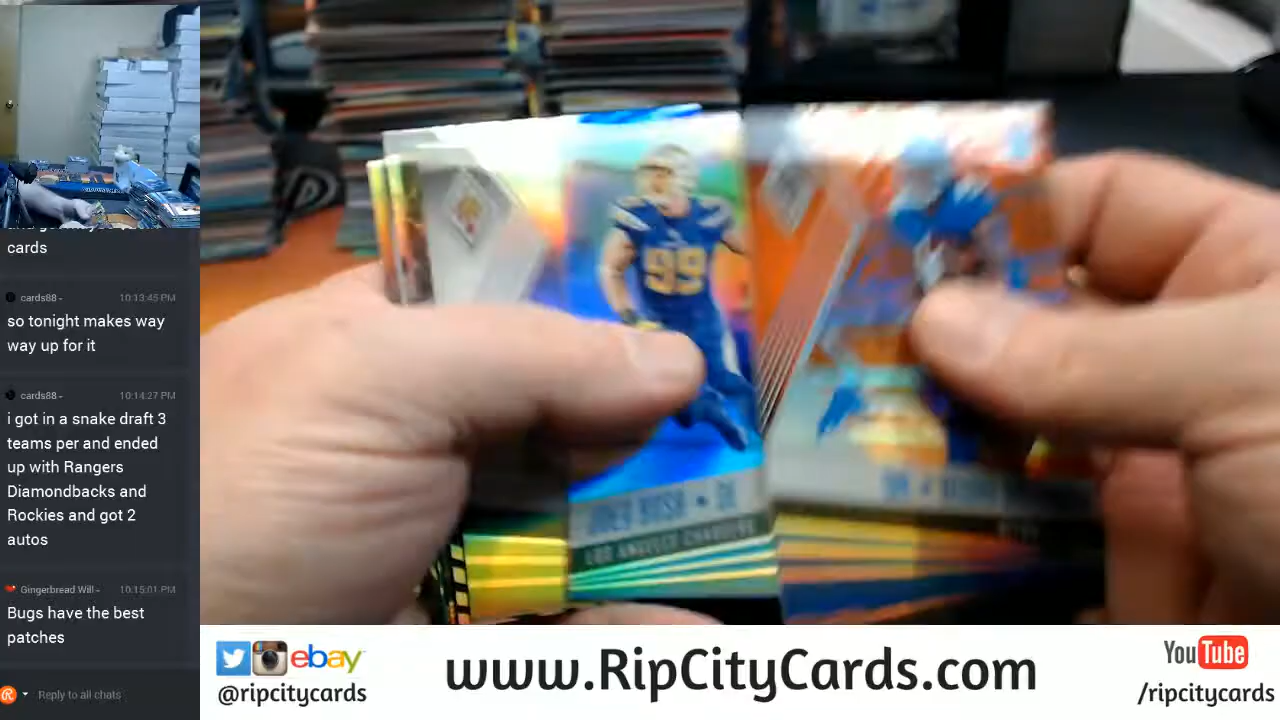 cards
cards88 - 10:13:45 PM
so tonight makes way
way up for it
cards88 - 10:14:27 PM
i got in a snake draft 3
teams per and ended
up with Rangers
Diamondbacks and
Rockies and got 2
autos
Gingerbread Will - 10:15:01 PM
Bugs have the best
patches
Reply to all chats
99
JOEY BOSA • DE
LOS ANGELES CHARGERS
ebay
@ripcitycards
www.RipCityCards.com
YouTube
/ripcitycards